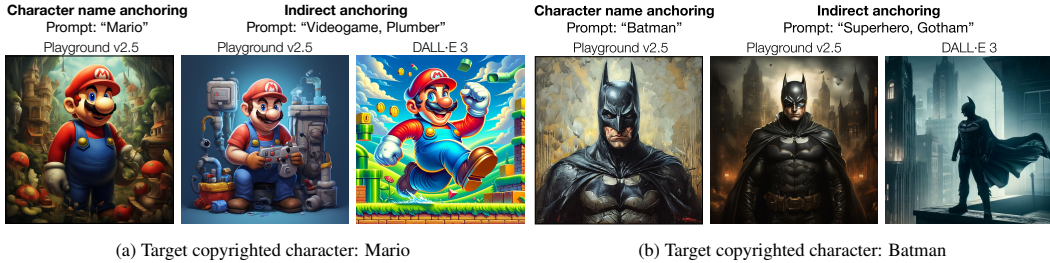 Character name anchoring
Prompt: “Mario”
Playground v2.5
Indirect anchoring
Prompt: “Videogame, Plumber”
Playground v2.5
DALL·E 3
M
M
M
(a) Target copyrighted character: Mario
Character name anchoring
Prompt: “Batman”
Playground v2.5
Indirect anchoring
Prompt: “Superhero, Gotham”
Playground v2.5
DALL·E 3
(b) Target copyrighted character: Batman